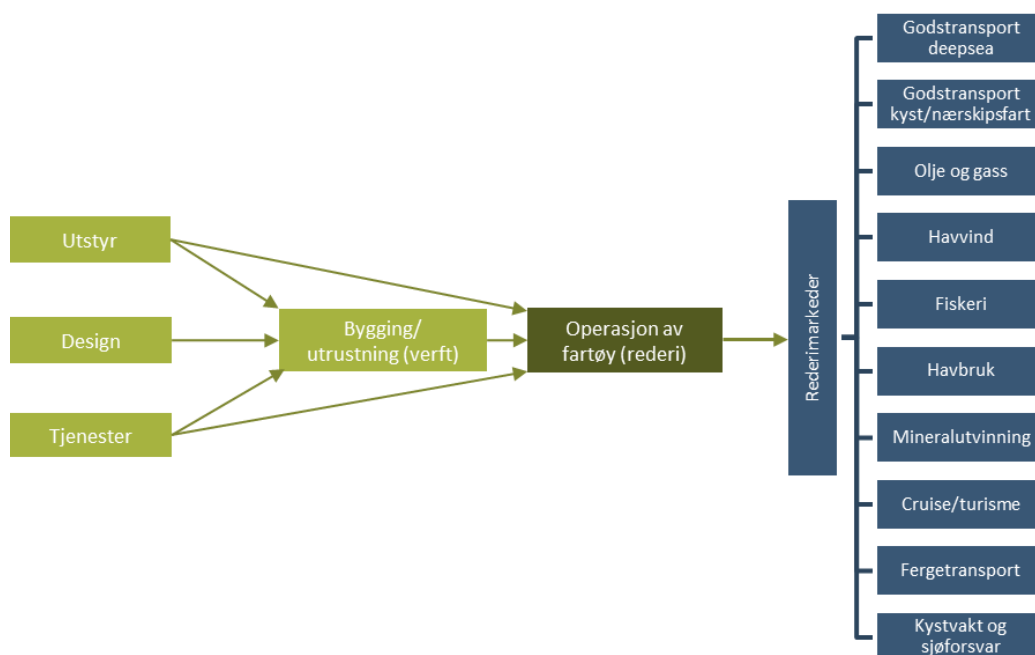 Utstyr
Design
Tjenester
Bygging/
utrustning (verft)
Operasjon av
fartøy (rederi)
Rederimarkeder
Godstransport
deepsea
Godstransport
kyst/nærskipsfart
Olje og gass
Havvind
Fiskeri
Havbruk
Mineralutvinning
Cruise/turisme
Fergetransport
Kystvakt og
sjøforsvar